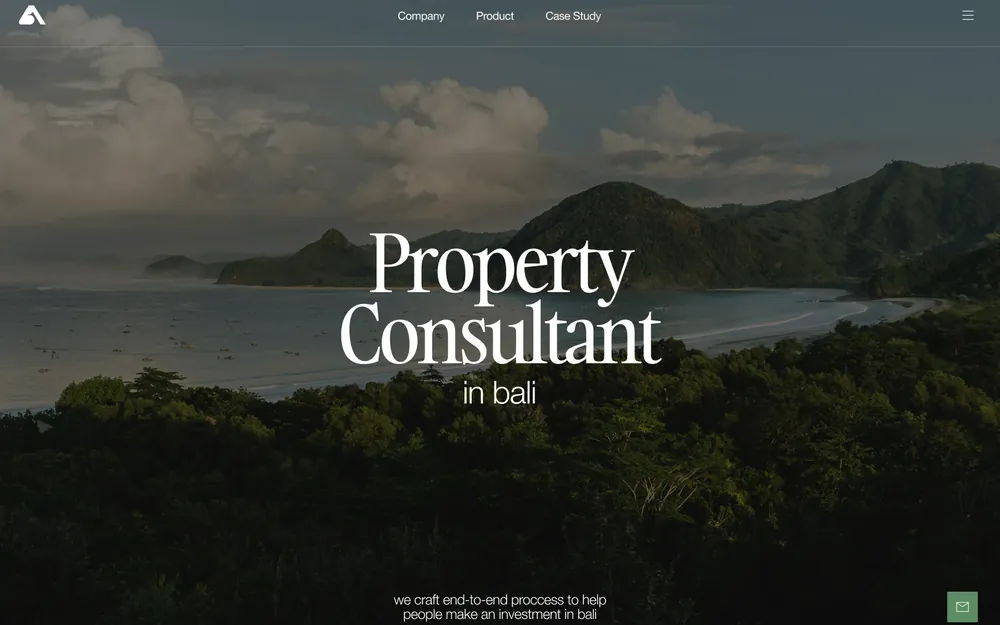 Company Product Case Study
Property
Consultant
in bali
we craft end-to-end proccess to help
people make an investment in bali